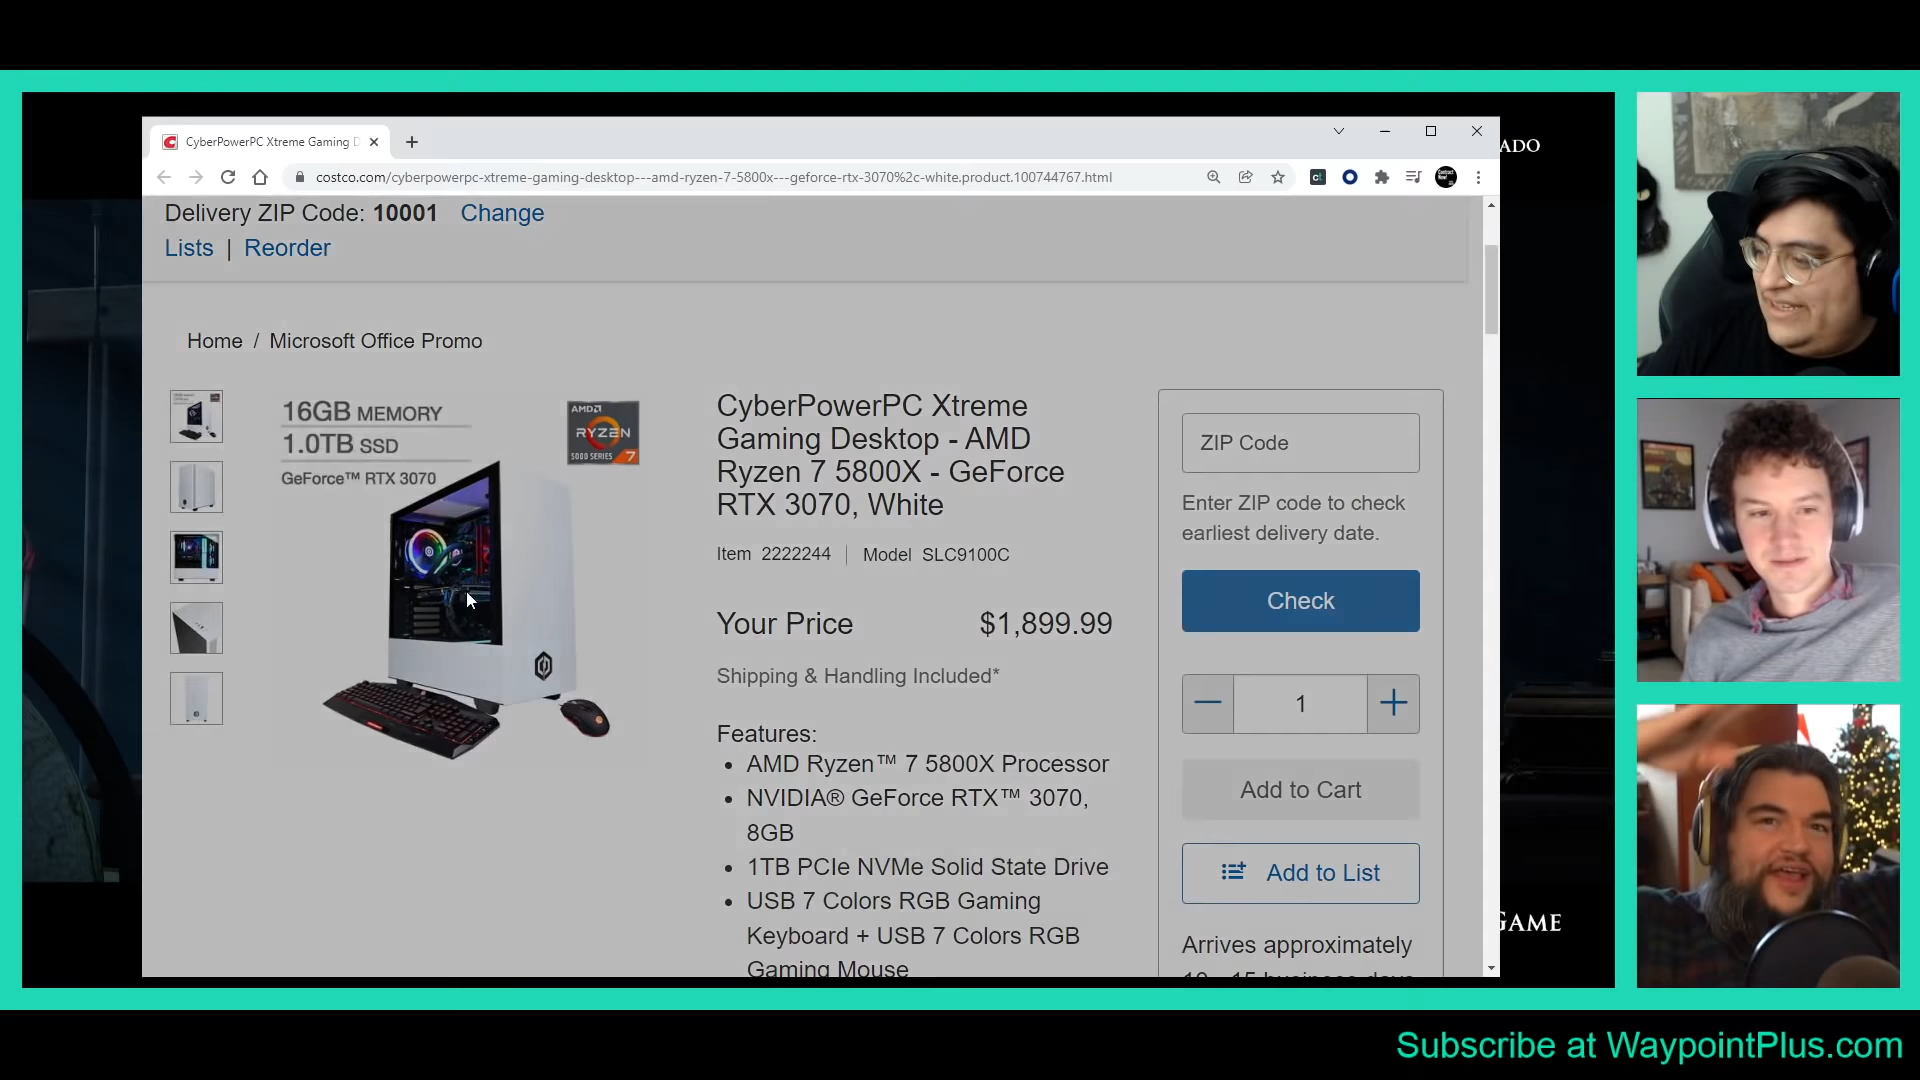 CyberPowerPC Xtreme Gaming D
costco.com/cyberpowerpc-xtreme-gaming-desktop---amd-ryzen-7-5800x---geforce-rtx-3070%2c-white.product.100744767.html
ADO
Delivery ZIP Code: 10001 Change
Lists | Reorder
Home / Microsoft Office Promo
16GB MEMORY
1.0TB SSD
GeForce™ RTX 3070
AMD
RYZEN
5000 SERIES 7
CyberPowerPC Xtreme
Gaming Desktop - AMD
Ryzen 7 5800X - GeForce
RTX 3070, White
Item 2222244 | Model SLC9100C
Your Price $1,899.99
Shipping & Handling Included*
Features:
• AMD Ryzen™ 7 5800X Processor
• NVIDIA® GeForce RTX™ 3070,
8GB
• 1TB PCIe NVMe Solid State Drive
• USB 7 Colors RGB Gaming
Keyboard + USB 7 Colors RGB
Gaming Mouse
ZIP Code
Enter ZIP code to check
earliest delivery date.
Check
1
Add to Cart
Add to List
Arrives approximately
10 - 15 business days
GAME
Subscribe at WaypointPlus.com